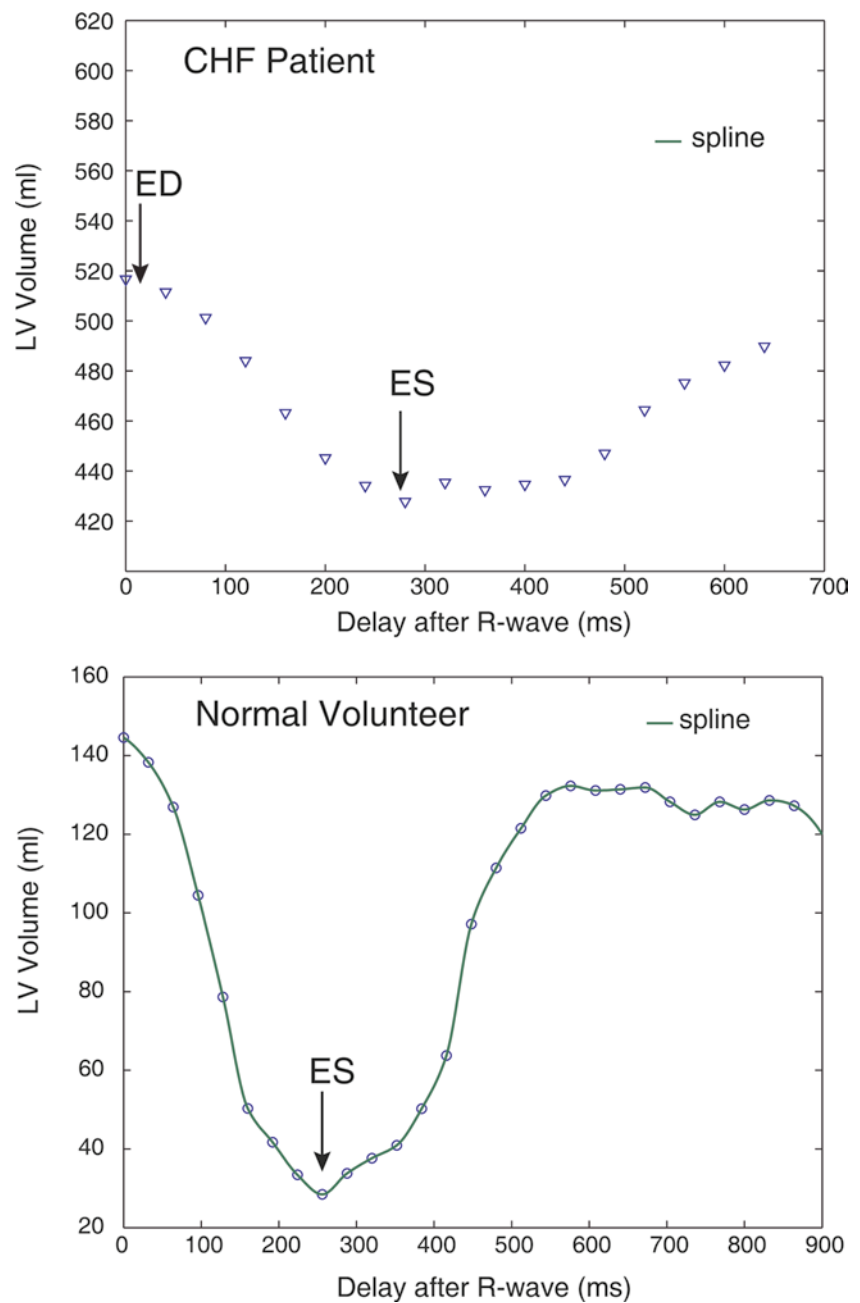 CHF Patient
spline
ED
ES
LV Volume (ml)
620
600
580
560
540
520
500
480
460
440
420
0 100 200 300 400 500 600 700
Delay after R-wave (ms)
Normal Volunteer
spline
ES
LV Volume (ml)
160
140
120
100
80
60
40
20
0 100 200 300 400 500 600 700 800 900
Delay after R-wave (ms)